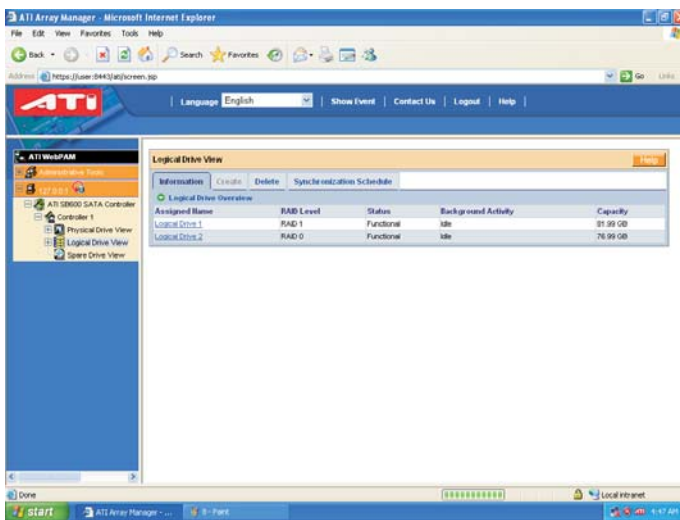 ATI Array Manager - Microsoft Internet Explorer
File Edit View Favorites Tools Help
Back Search Favorites
Address https://user:8443/ati/screen.jsp Go Links
ATI
Language English | Show Event | Contact Us | Logout | Help |
ATI WebPAM
Administrative Tools
127.0.0.1
ATI SB600 SATA Controller
Controller 1
Physical Drive View
Logical Drive View
Spare Drive View
Logical Drive View Help
Information Create Delete Synchronization Schedule
Logical Drive Overview
Assigned Name RAID Level Status Background Activity Capacity
Logical Drive 1 RAID 1 Functional Idle 81.99 GB
Logical Drive 2 RAID 0 Functional Idle 76.99 GB
Done Local intranet
start ATI Array Manager - ... 8 - Paint 4:47 AM